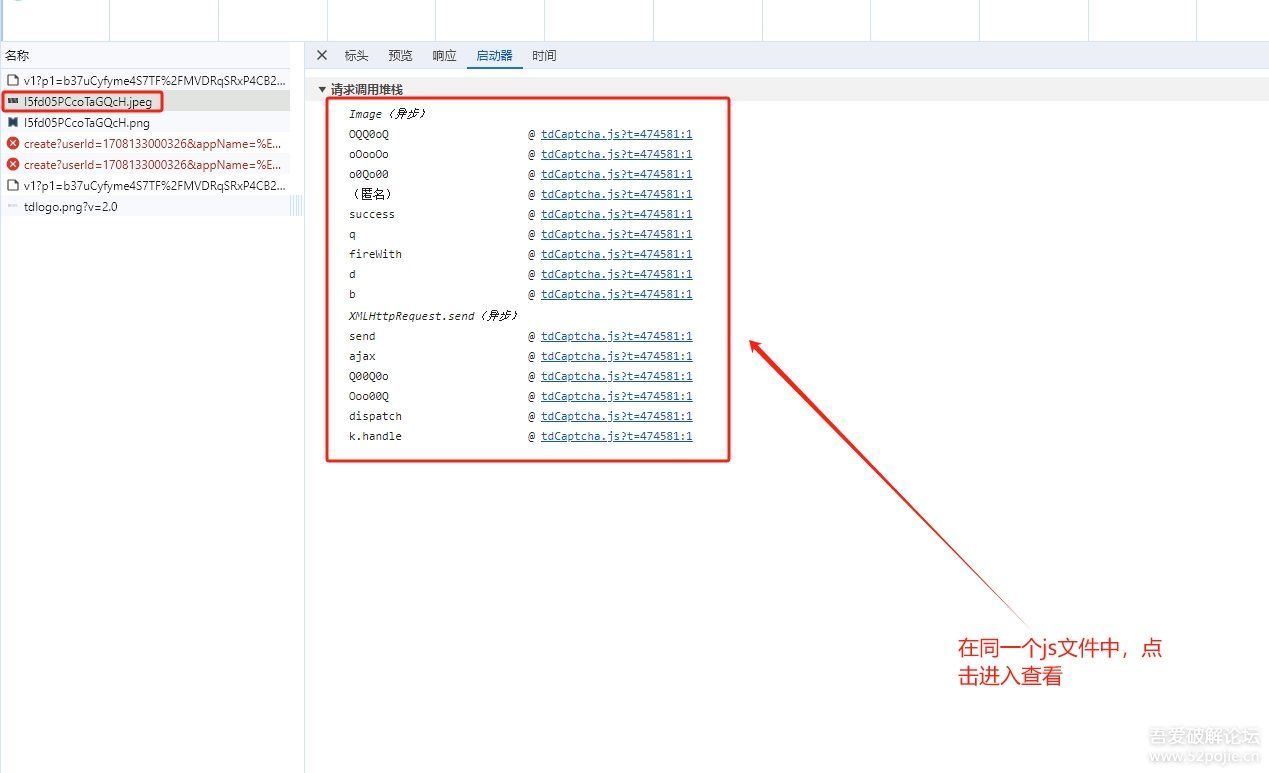 名称
v1?p1=b37uCyfyme4S7TF%2FMVDRqSRxP4CB2...
l5fd05PCcoTaGQcH.jpeg
l5fd05PCcoTaGQcH.png
create?userId=1708133000326&appName=%E...
create?userId=1708133000326&appName=%E...
v1?p1=b37uCyfyme4S7TF%2FMVDRqSRxP4CB2...
tdlogo.png?v=2.0
× 标头 预览 响应 启动器 时间
▼ 请求调用堆栈
Image（异步）
OQQ0oQ @ tdCaptcha.js?t=474581:1
oOooOo @ tdCaptcha.js?t=474581:1
o0Qo00 @ tdCaptcha.js?t=474581:1
（匿名） @ tdCaptcha.js?t=474581:1
success @ tdCaptcha.js?t=474581:1
q @ tdCaptcha.js?t=474581:1
fireWith @ tdCaptcha.js?t=474581:1
d @ tdCaptcha.js?t=474581:1
b @ tdCaptcha.js?t=474581:1
XMLHttpRequest.send（异步）
send @ tdCaptcha.js?t=474581:1
ajax @ tdCaptcha.js?t=474581:1
Q00Q0o @ tdCaptcha.js?t=474581:1
Ooo00Q @ tdCaptcha.js?t=474581:1
dispatch @ tdCaptcha.js?t=474581:1
k.handle @ tdCaptcha.js?t=474581:1
在同一个js文件中，点
击进入查看
吾爱破解论坛
www.52pojie.cn